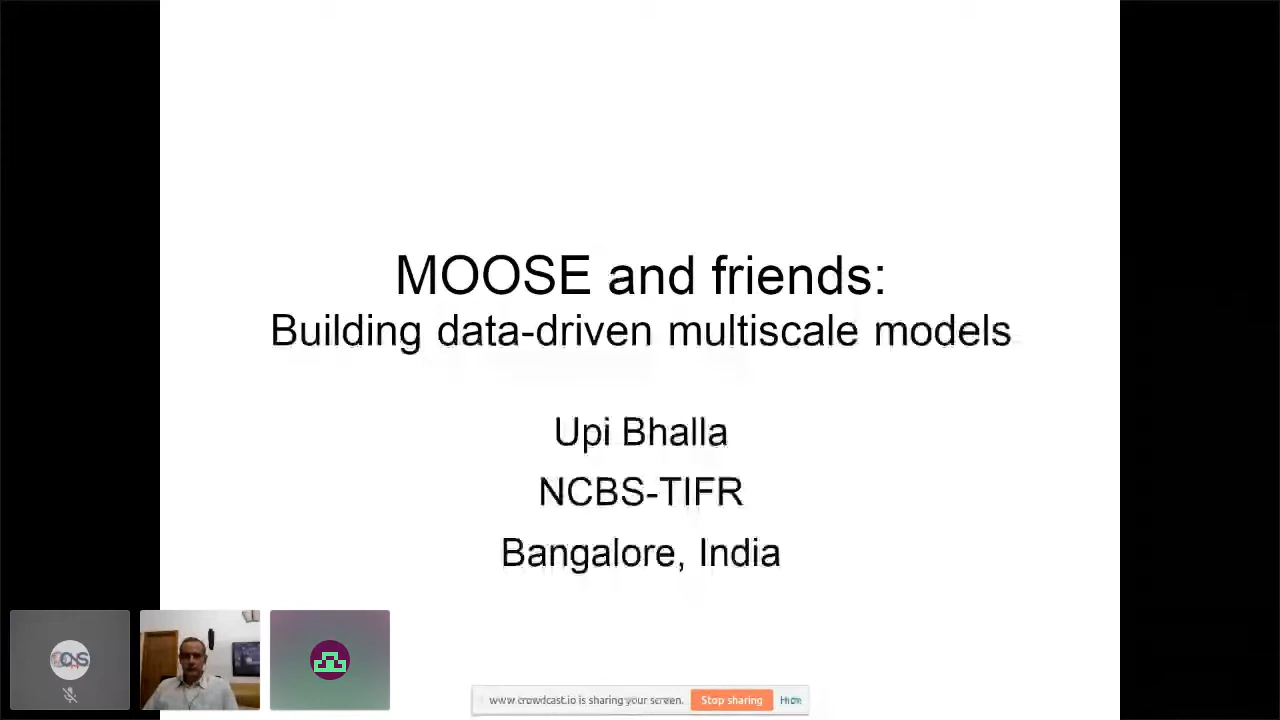 MOOSE and friends:
Building data-driven multiscale models
Upi Bhalla
NCBS-TIFR
Bangalore, India
www.crowdcast.io is sharing your screen. Stop sharing Hide